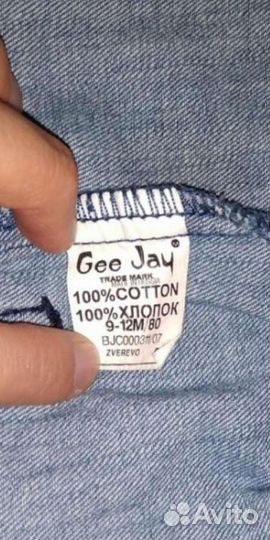 Gee Jay
TRADE MARK
100%COTTON
100%ХЛОПОК
9-12M/80
ZVEREVO
Avito